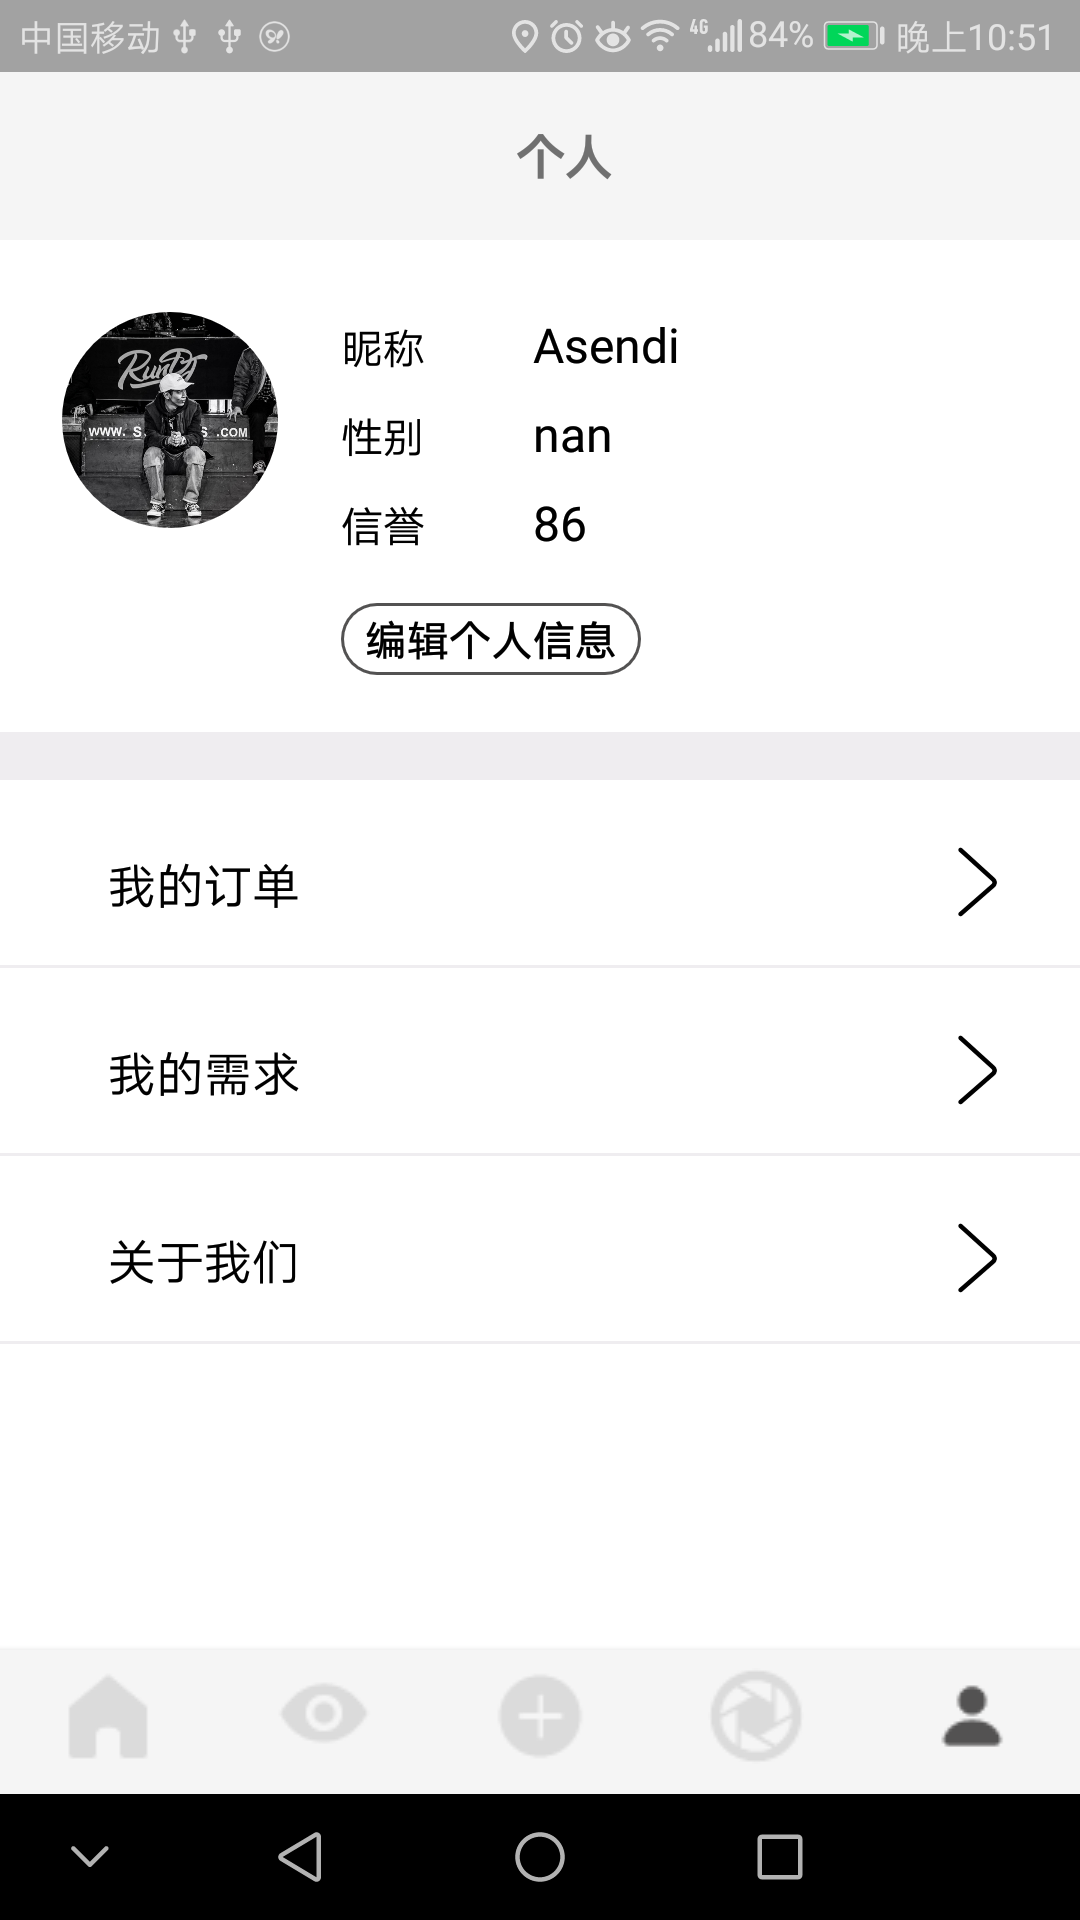 中国移动 4G 84% 晚上10:51
个人
RunDJ
www. S S .COM
昵称 Asendi
性别 nan
信誉 86
编辑个人信息
我的订单
我的需求
关于我们